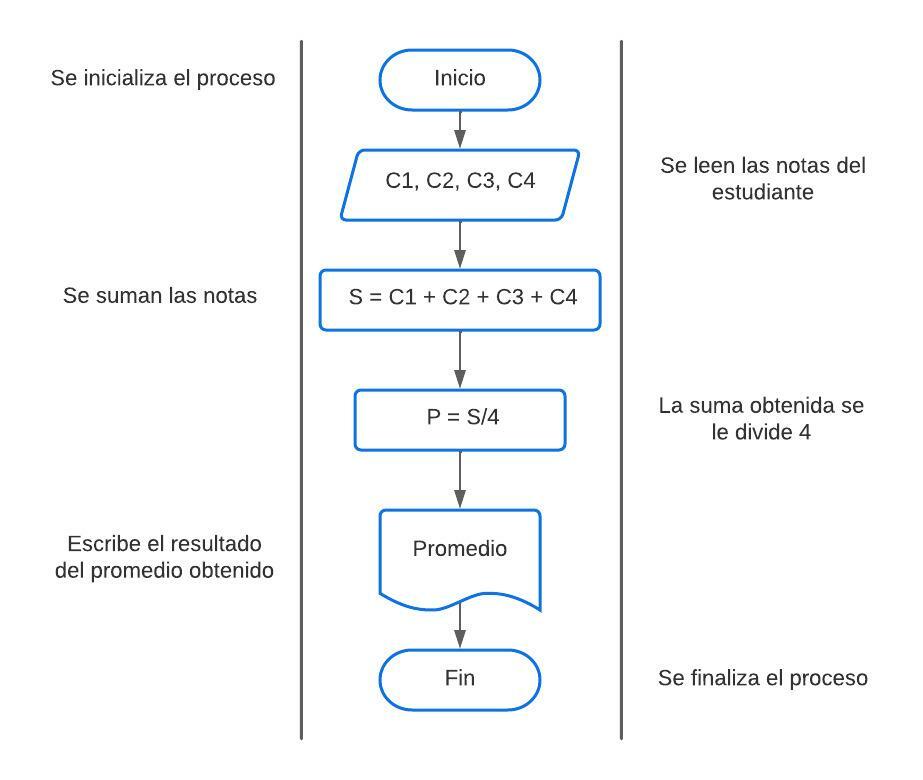 Se inicializa el proceso
Inicio
C1, C2, C3, C4
Se leen las notas del
estudiante
Se suman las notas
S = C1 + C2 + C3 + C4
P = S/4
La suma obtenida se
le divide 4
Escribe el resultado
del promedio obtenido
Promedio
Fin
Se finaliza el proceso